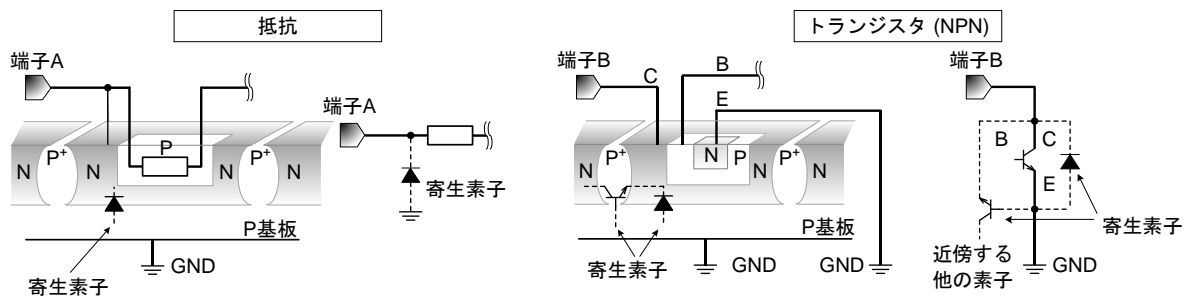 抵抗
端子A
N
P+
N
P
N
P+
N
P基板
GND
寄生素子
端子A
寄生素子
トランジスタ (NPN)
端子B
C
B
E
N
P+
N
N
P
N
P+
N
P基板
寄生素子
GND
GND
端子B
B
C
E
寄生素子
近傍する
他の素子
GND